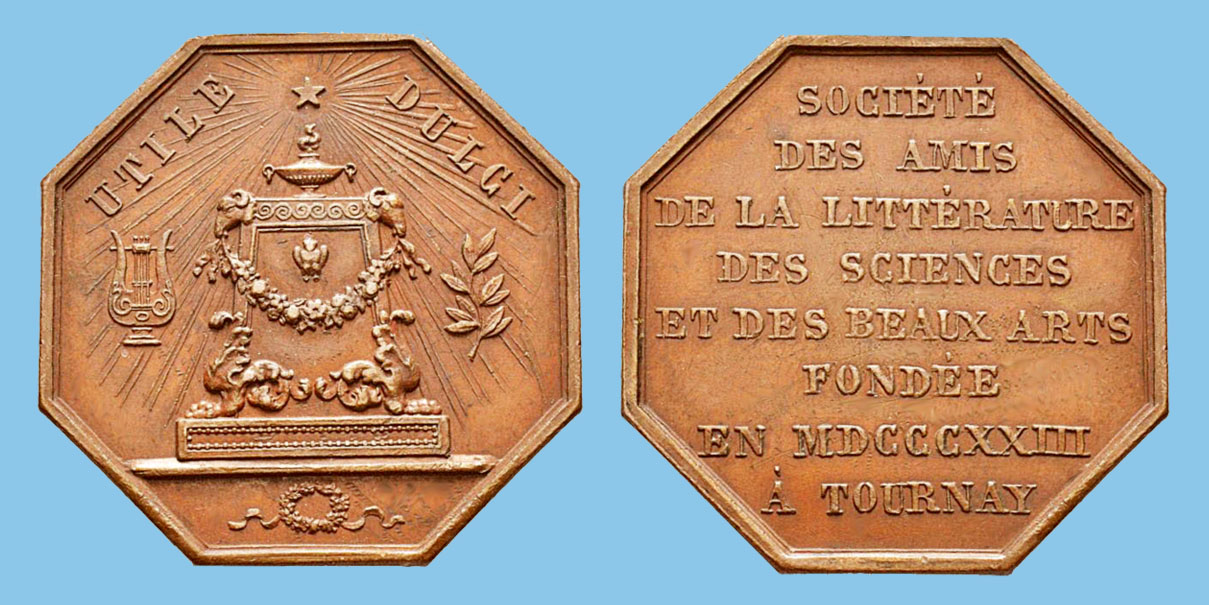 UTILE DULCI
SOCIÉTÉ
DES AMIS
DE LA LITTÉRATURE
DES SCIENCES
ET DES BEAUX ARTS
FONDÉE
EN MDCCCXXIII
À TOURNAY